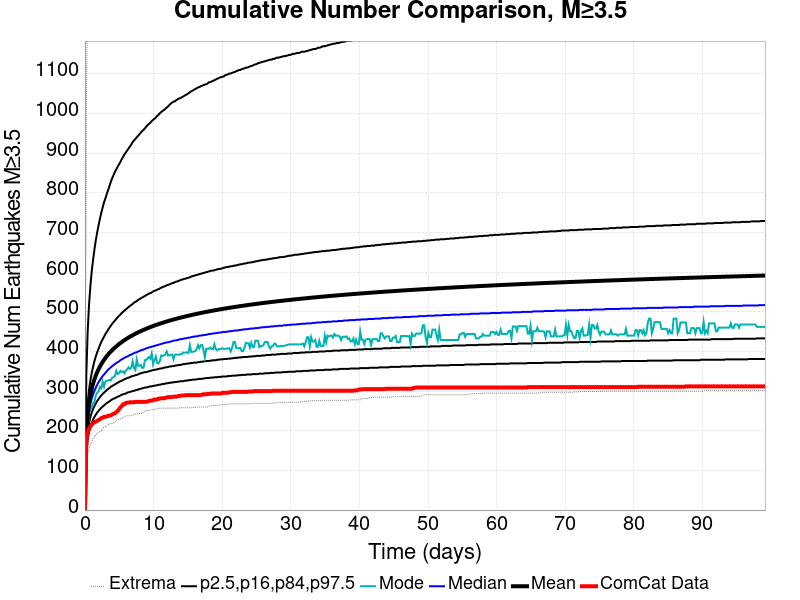 Cumulative Number Comparison, M≥3.5
Cumulative Num Earthquakes M≥3.5
1100
1000
900
800
700
600
500
400
300
200
100
0
0 10 20 30 40 50 60 70 80 90
Time (days)
Extrema p2.5,p16,p84,p97.5 Mode Median Mean ComCat Data